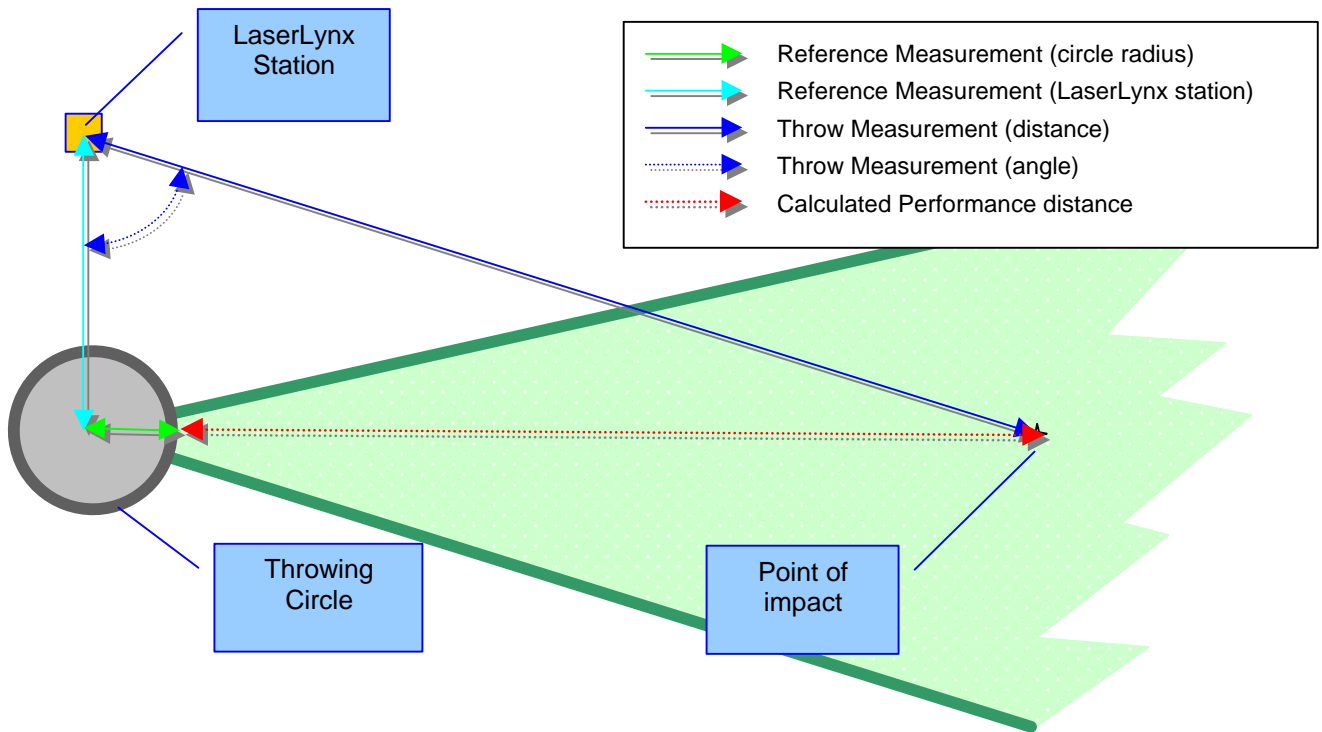 LaserLynx
Station
Reference Measurement (circle radius)
Reference Measurement (LaserLynx station)
Throw Measurement (distance)
Throw Measurement (angle)
Calculated Performance distance
Throwing
Circle
Point of
impact